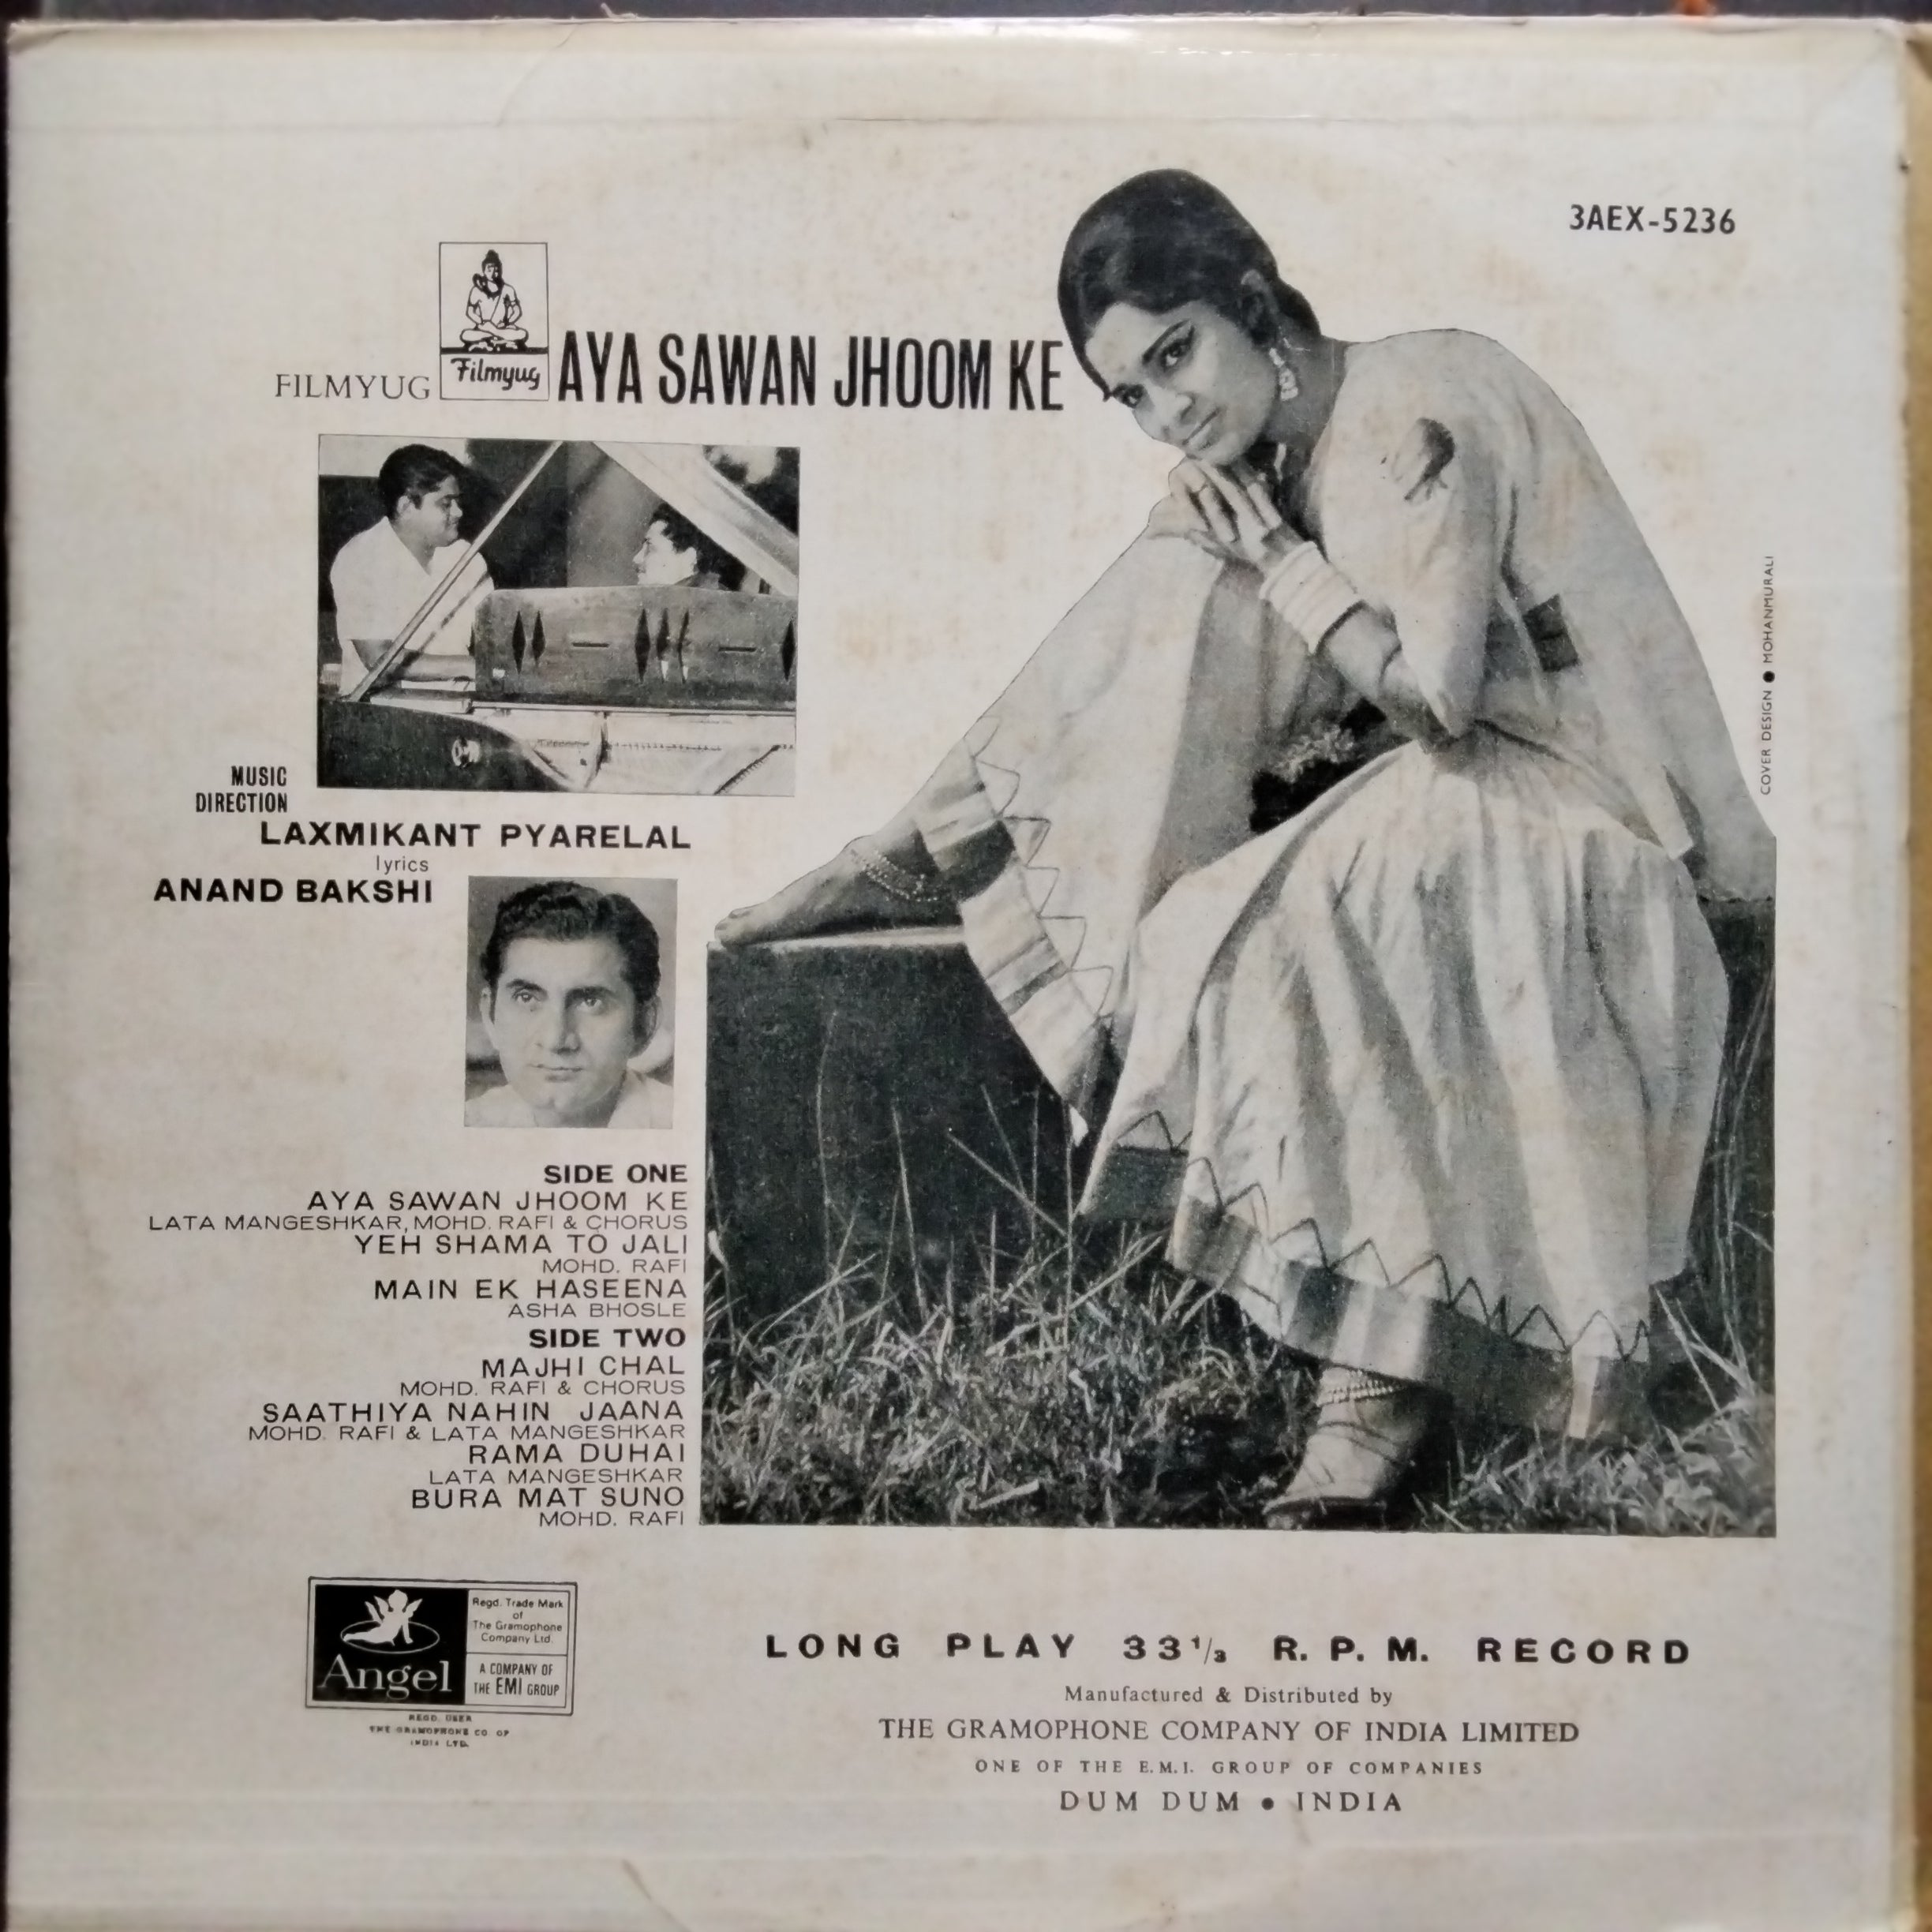 3AEX-5236
FILMYUG
Filmyug
AYA SAWAN JHOOM KE
COVER DESIGN ● MOHANMURALI
MUSIC
DIRECTION
LAXMIKANT PYARELAL
lyrics
ANAND BAKSHI
SIDE ONE
AYA SAWAN JHOOM KE
LATA MANGESHKAR, MOHD. RAFI & CHORUS
YEH SHAMA TO JALI
MOHD. RAFI
MAIN EK HASEENA
ASHA BHOSLE
SIDE TWO
MAJHI CHAL
MOHD. RAFI & CHORUS
SAATHIYA NAHIN JAANA
MOHD. RAFI & LATA MANGESHKAR
RAMA DUHAI
LATA MANGESHKAR
BURA MAT SUNO
MOHD. RAFI
Angel
Regd. Trade Mark
of
The Gramophone
Company Ltd.
A COMPANY OF
THE EMI GROUP
REGD. USER
THE GRAMOPHONE CO OF
INDIA LTD.
LONG PLAY 33 1/3 R. P. M. RECORD
Manufactured & Distributed by
THE GRAMOPHONE COMPANY OF INDIA LIMITED
ONE OF THE E.M.I. GROUP OF COMPANIES
DUM DUM ● INDIA